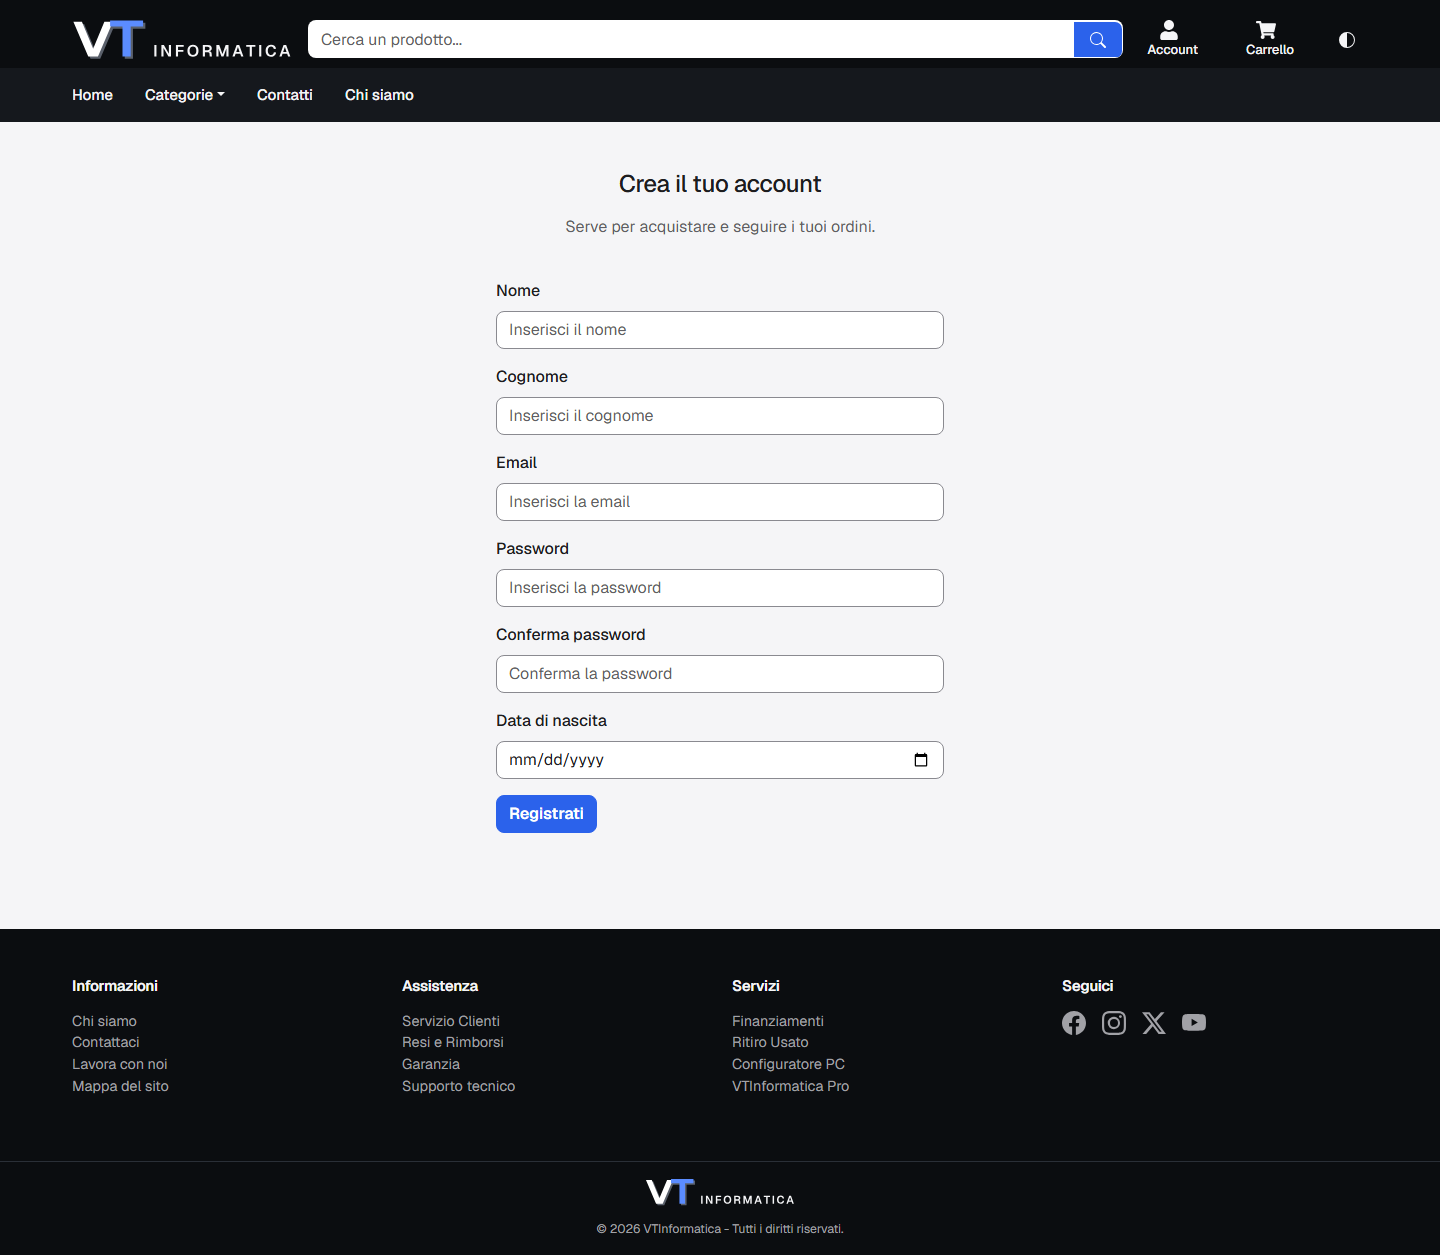 VT INFORMATICA
Cerca un prodotto...
Account
Carrello
Home
Categorie
Contatti
Chi siamo
Crea il tuo account
Serve per acquistare e seguire i tuoi ordini.
Nome
Inserisci il nome
Cognome
Inserisci il cognome
Email
Inserisci la email
Password
Inserisci la password
Conferma password
Conferma la password
Data di nascita
mm/dd/yyyy
Registrati
Informazioni
Chi siamo
Contattaci
Lavora con noi
Mappa del sito
Assistenza
Servizio Clienti
Resi e Rimborsi
Garanzia
Supporto tecnico
Servizi
Finanziamenti
Ritiro Usato
Configuratore PC
VTInformatica Pro
Seguici
VT INFORMATICA
© 2026 VTInformatica - Tutti i diritti riservati.